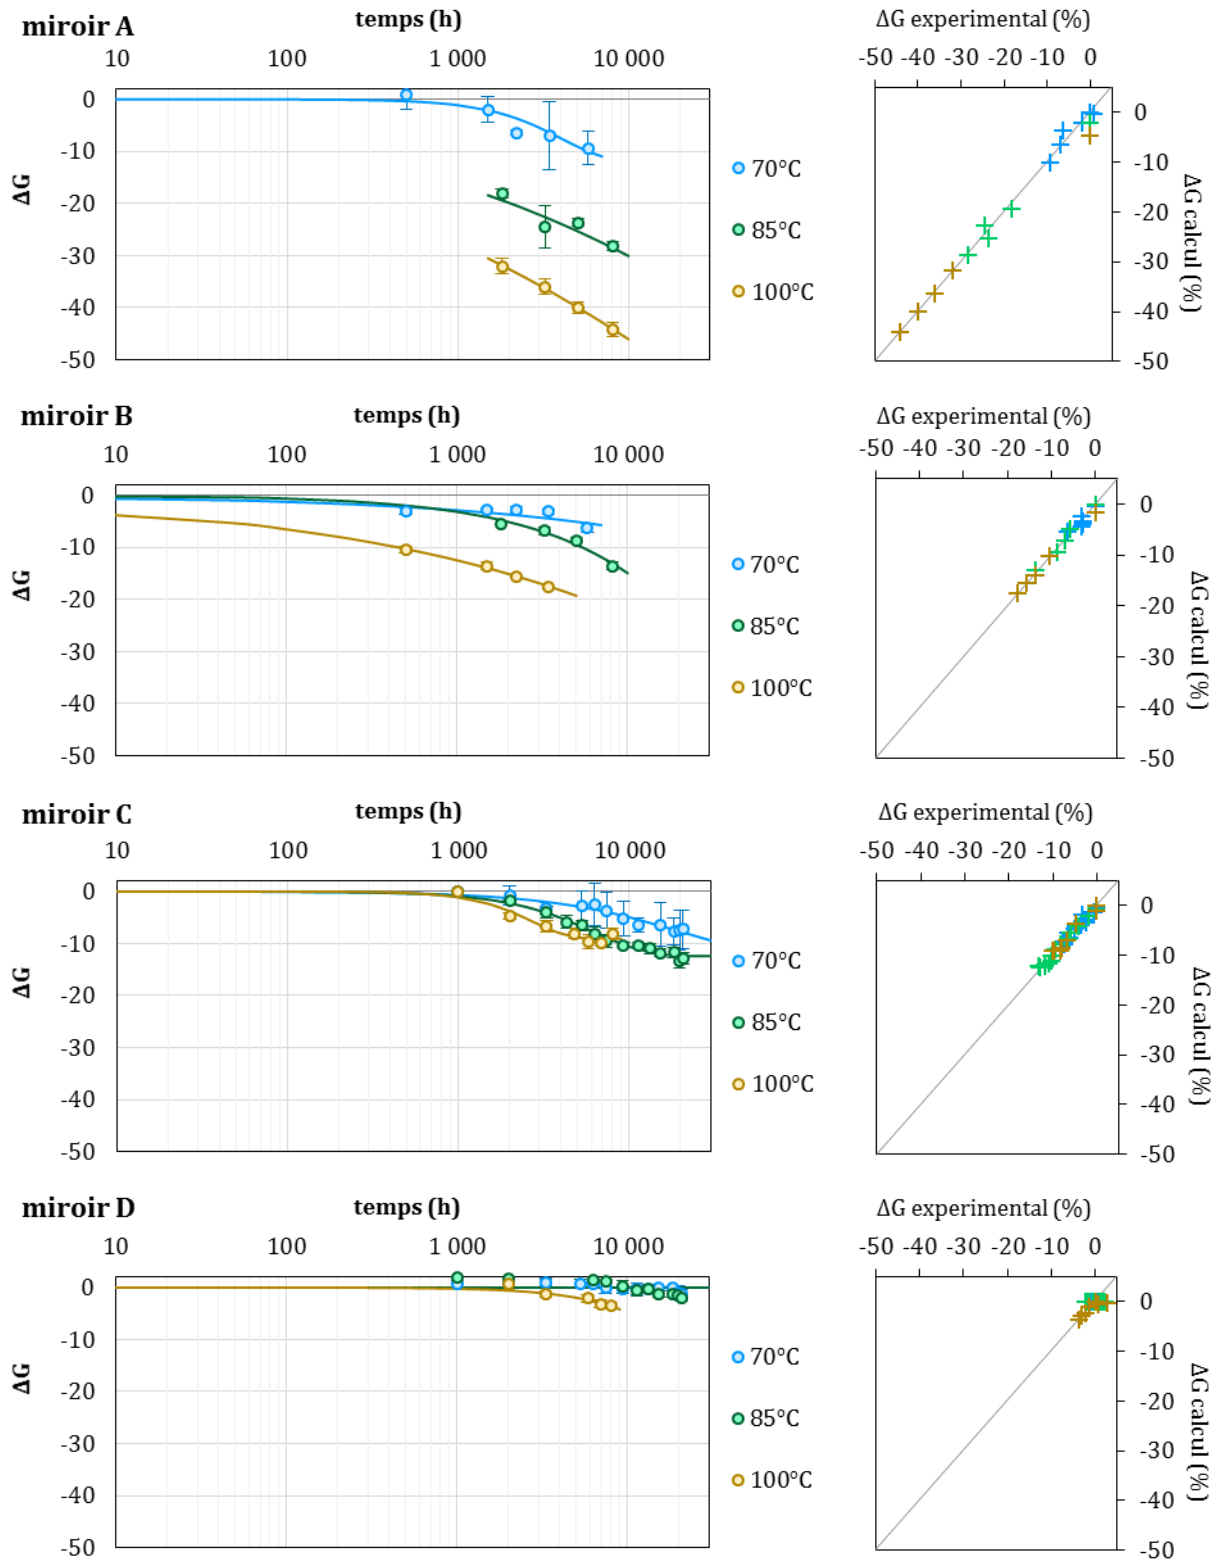 miroir A
temps (h)
10 100 1 000 10 000
0
-10
-20
-30
-40
-50
ΔG
70°C
85°C
100°C
ΔG experimental (%)
-50 -40 -30 -20 -10 0
0
-10
-20
-30
-40
-50
ΔG calcul (%)
miroir B
temps (h)
10 100 1 000 10 000
0
-10
-20
-30
-40
-50
ΔG
70°C
85°C
100°C
ΔG experimental (%)
-50 -40 -30 -20 -10 0
0
-10
-20
-30
-40
-50
ΔG calcul (%)
miroir C
temps (h)
10 100 1 000 10 000
0
-10
-20
-30
-40
-50
ΔG
70°C
85°C
100°C
ΔG experimental (%)
-50 -40 -30 -20 -10 0
0
-10
-20
-30
-40
-50
ΔG calcul (%)
miroir D
temps (h)
10 100 1 000 10 000
0
-10
-20
-30
-40
-50
ΔG
70°C
85°C
100°C
ΔG experimental (%)
-50 -40 -30 -20 -10 0
0
-10
-20
-30
-40
-50
ΔG calcul (%)